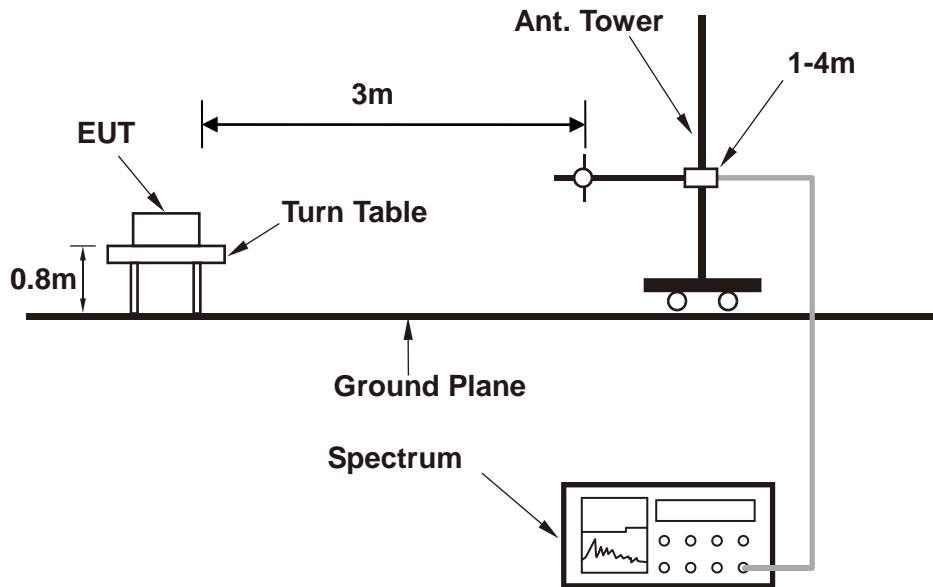 Ant. Tower
1-4m
3m
EUT
Turn Table
0.8m
Ground Plane
Spectrum